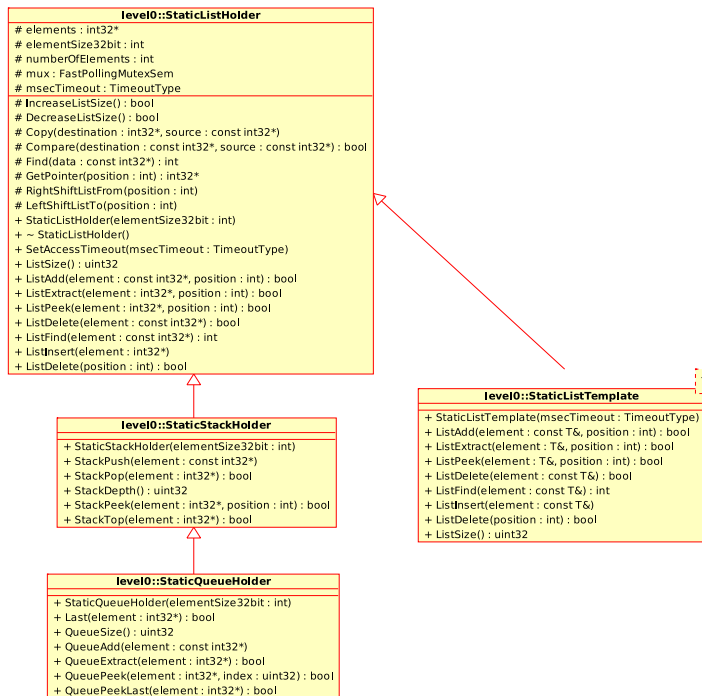 level0::StaticListHolder
# elements : int32*
# elementSize32bit : int
# numberOfElements : int
# mux : FastPollingMutexSem
# msecTimeout : TimeoutType
# IncreaseListSize() : bool
# DecreaseListSize() : bool
# Copy(destination : int32*, source : const int32*)
# Compare(destination : const int32*, source : const int32*) : bool
# Find(data : const int32*) : int
# GetPointer(position : int) : int32*
# RightShiftListFrom(position : int)
# LeftShiftListTo(position : int)
+ StaticListHolder(elementSize32bit : int)
+ ~ StaticListHolder()
+ SetAccessTimeout(msecTimeout : TimeoutType)
+ ListSize() : uint32
+ ListAdd(element : const int32*, position : int) : bool
+ ListExtract(element : int32*, position : int) : bool
+ ListPeek(element : int32*, position : int) : bool
+ ListDelete(element : const int32*) : bool
+ ListFind(element : const int32*) : int
+ ListInsert(element : int32*)
+ ListDelete(position : int) : bool
level0::StaticListTemplate
+ StaticListTemplate(msecTimeout : TimeoutType)
+ ListAdd(element : const T&, position : int) : bool
+ ListExtract(element : T&, position : int) : bool
+ ListPeek(element : T&, position : int) : bool
+ ListDelete(element : const T&) : bool
+ ListFind(element : const T&) : int
+ ListInsert(element : const T&)
+ ListDelete(position : int) : bool
+ ListSize() : uint32
level0::StaticStackHolder
+ StaticStackHolder(elementSize32bit : int)
+ StackPush(element : const int32*)
+ StackPop(element : int32*) : bool
+ StackDepth() : uint32
+ StackPeek(element : int32*, position : int) : bool
+ StackTop(element : int32*) : bool
level0::StaticQueueHolder
+ StaticQueueHolder(elementSize32bit : int)
+ Last(element : int32*) : bool
+ QueueSize() : uint32
+ QueueAdd(element : const int32*)
+ QueueExtract(element : int32*) : bool
+ QueuePeek(element : int32*, index : uint32) : bool
+ QueuePeekLast(element : int32*) : bool